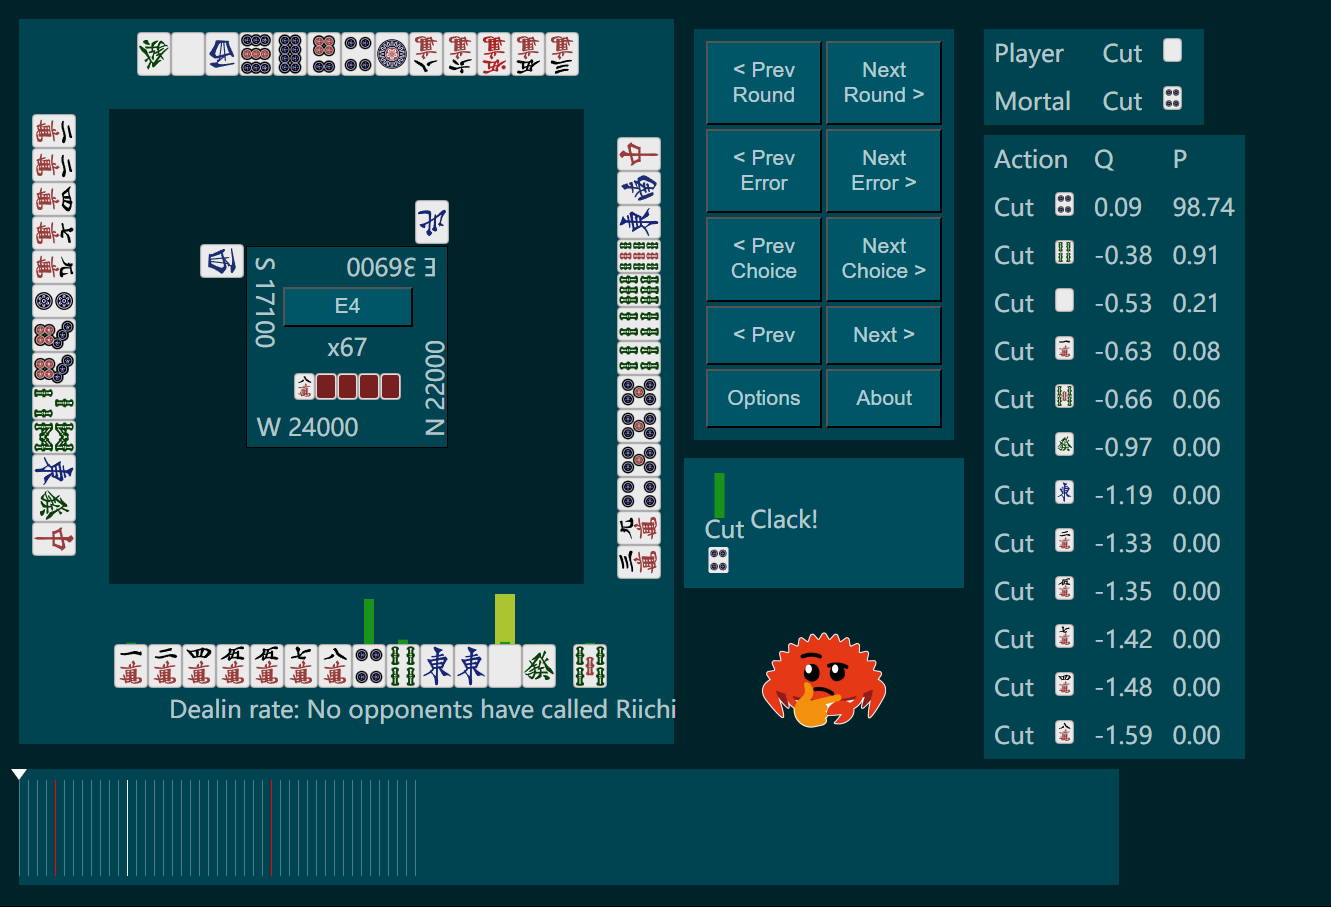 < Prev
Round
Next
Round >
< Prev
Error
Next
Error >
< Prev
Choice
Next
Choice >
< Prev
Next >
Options
About
Player Cut
Mortal Cut
Action Q P
Cut 0.09 98.74
Cut -0.38 0.91
Cut -0.53 0.21
Cut -0.63 0.08
Cut -0.66 0.06
Cut -0.97 0.00
Cut -1.19 0.00
Cut -1.33 0.00
Cut -1.35 0.00
Cut -1.42 0.00
Cut -1.48 0.00
Cut -1.59 0.00
E 36900
S 17100
E4
x67
N 22000
W 24000
Cut
Clack!
Dealin rate: No opponents have called Riichi